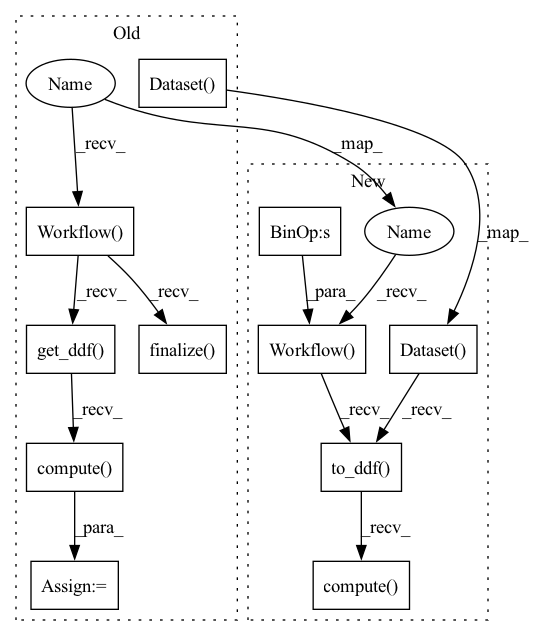 Old
Name
Dataset()
_recv_
_map_
New
Workflow()
BinOp:s
Name
_map_
_recv_
_recv_
_para_
_recv_
get_ddf()
finalize()
Workflow()
Dataset()
_recv_
_recv_
_recv_
compute()
to_ddf()
_para_
_recv_
Assign:=
compute()